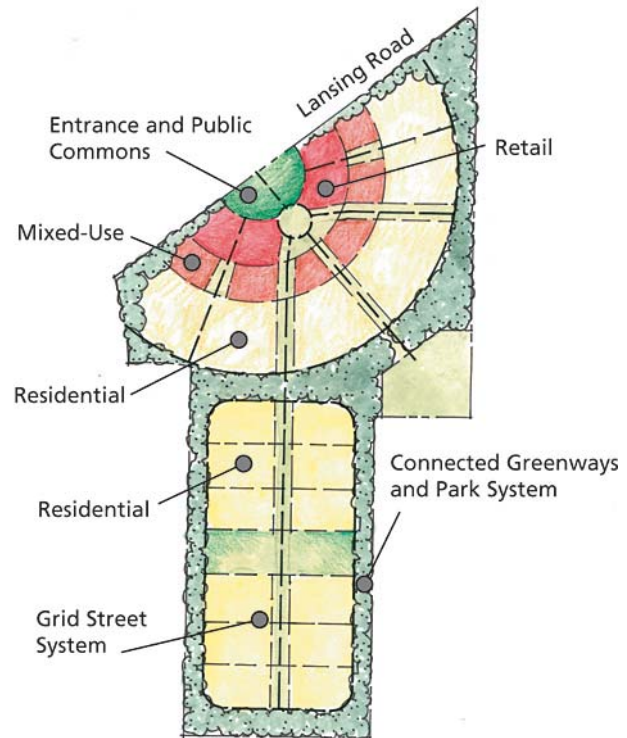 Lansing Road
Entrance and Public
Commons
Retail
Mixed-Use
Residential
Residential
Connected Greenways
and Park System
Grid Street
System